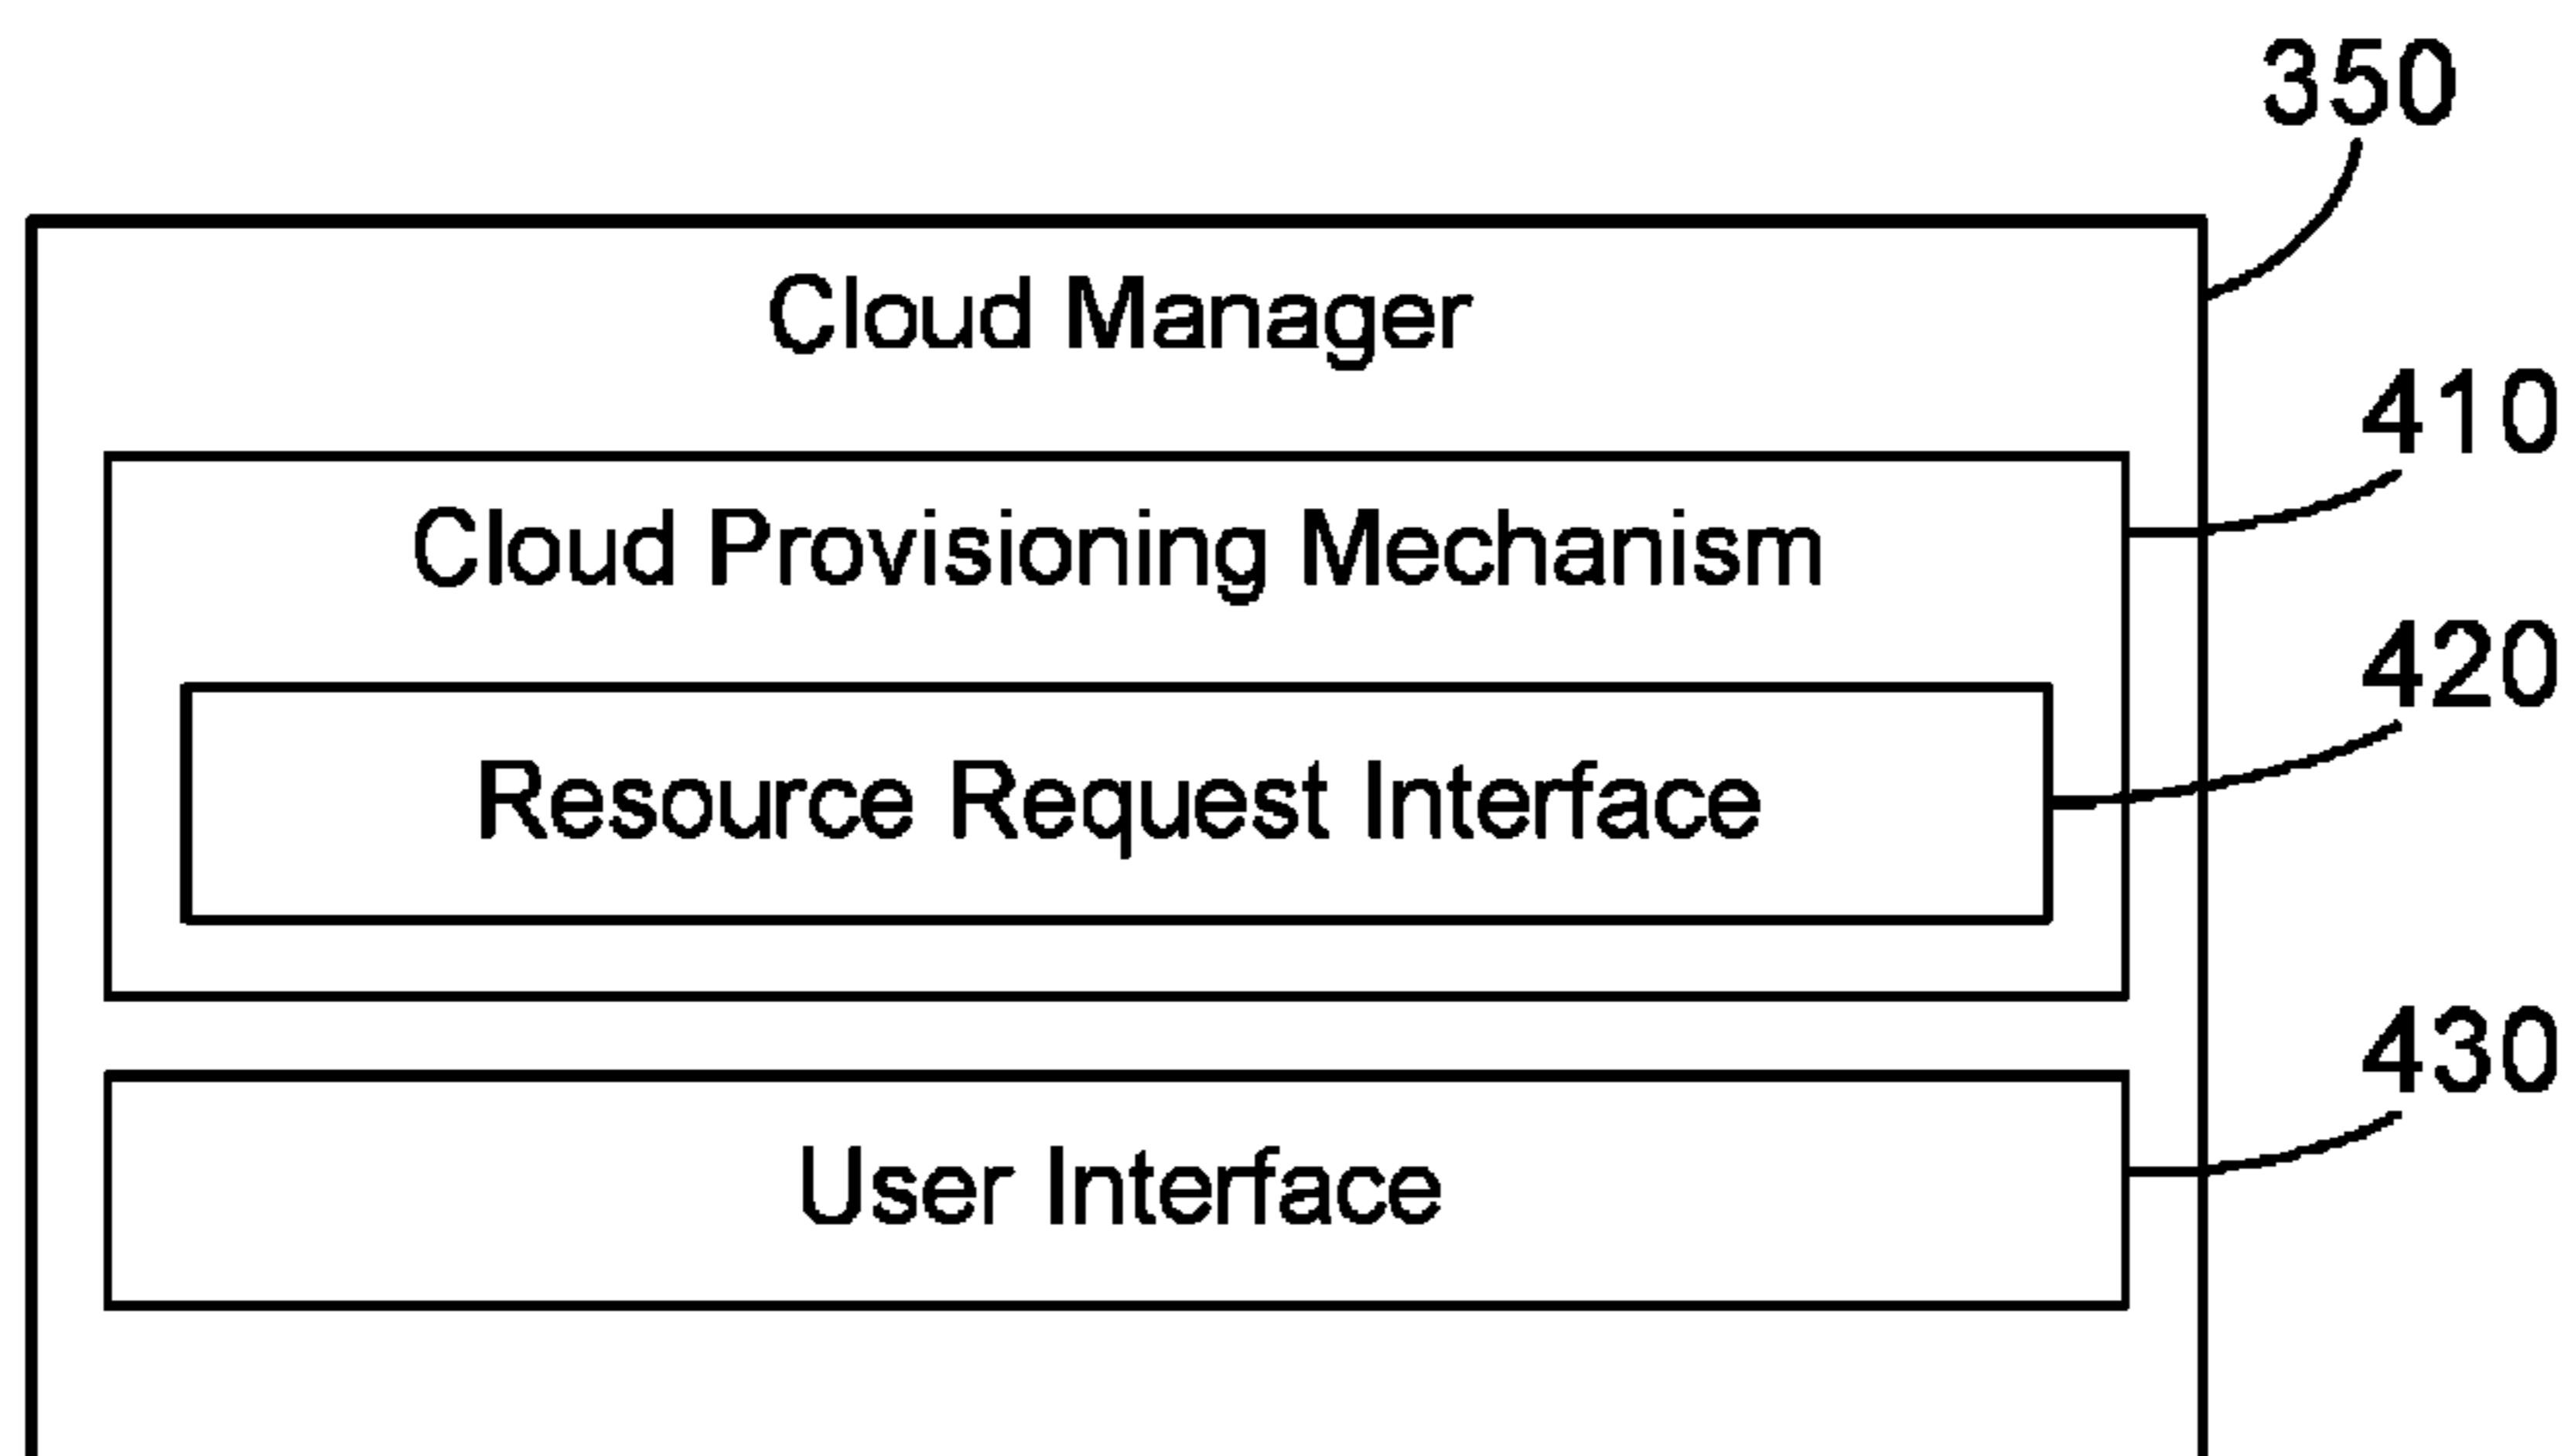 350
Cloud Manager
410
Cloud Provisioning Mechanism
420
Resource Request Interface
430
User Interface